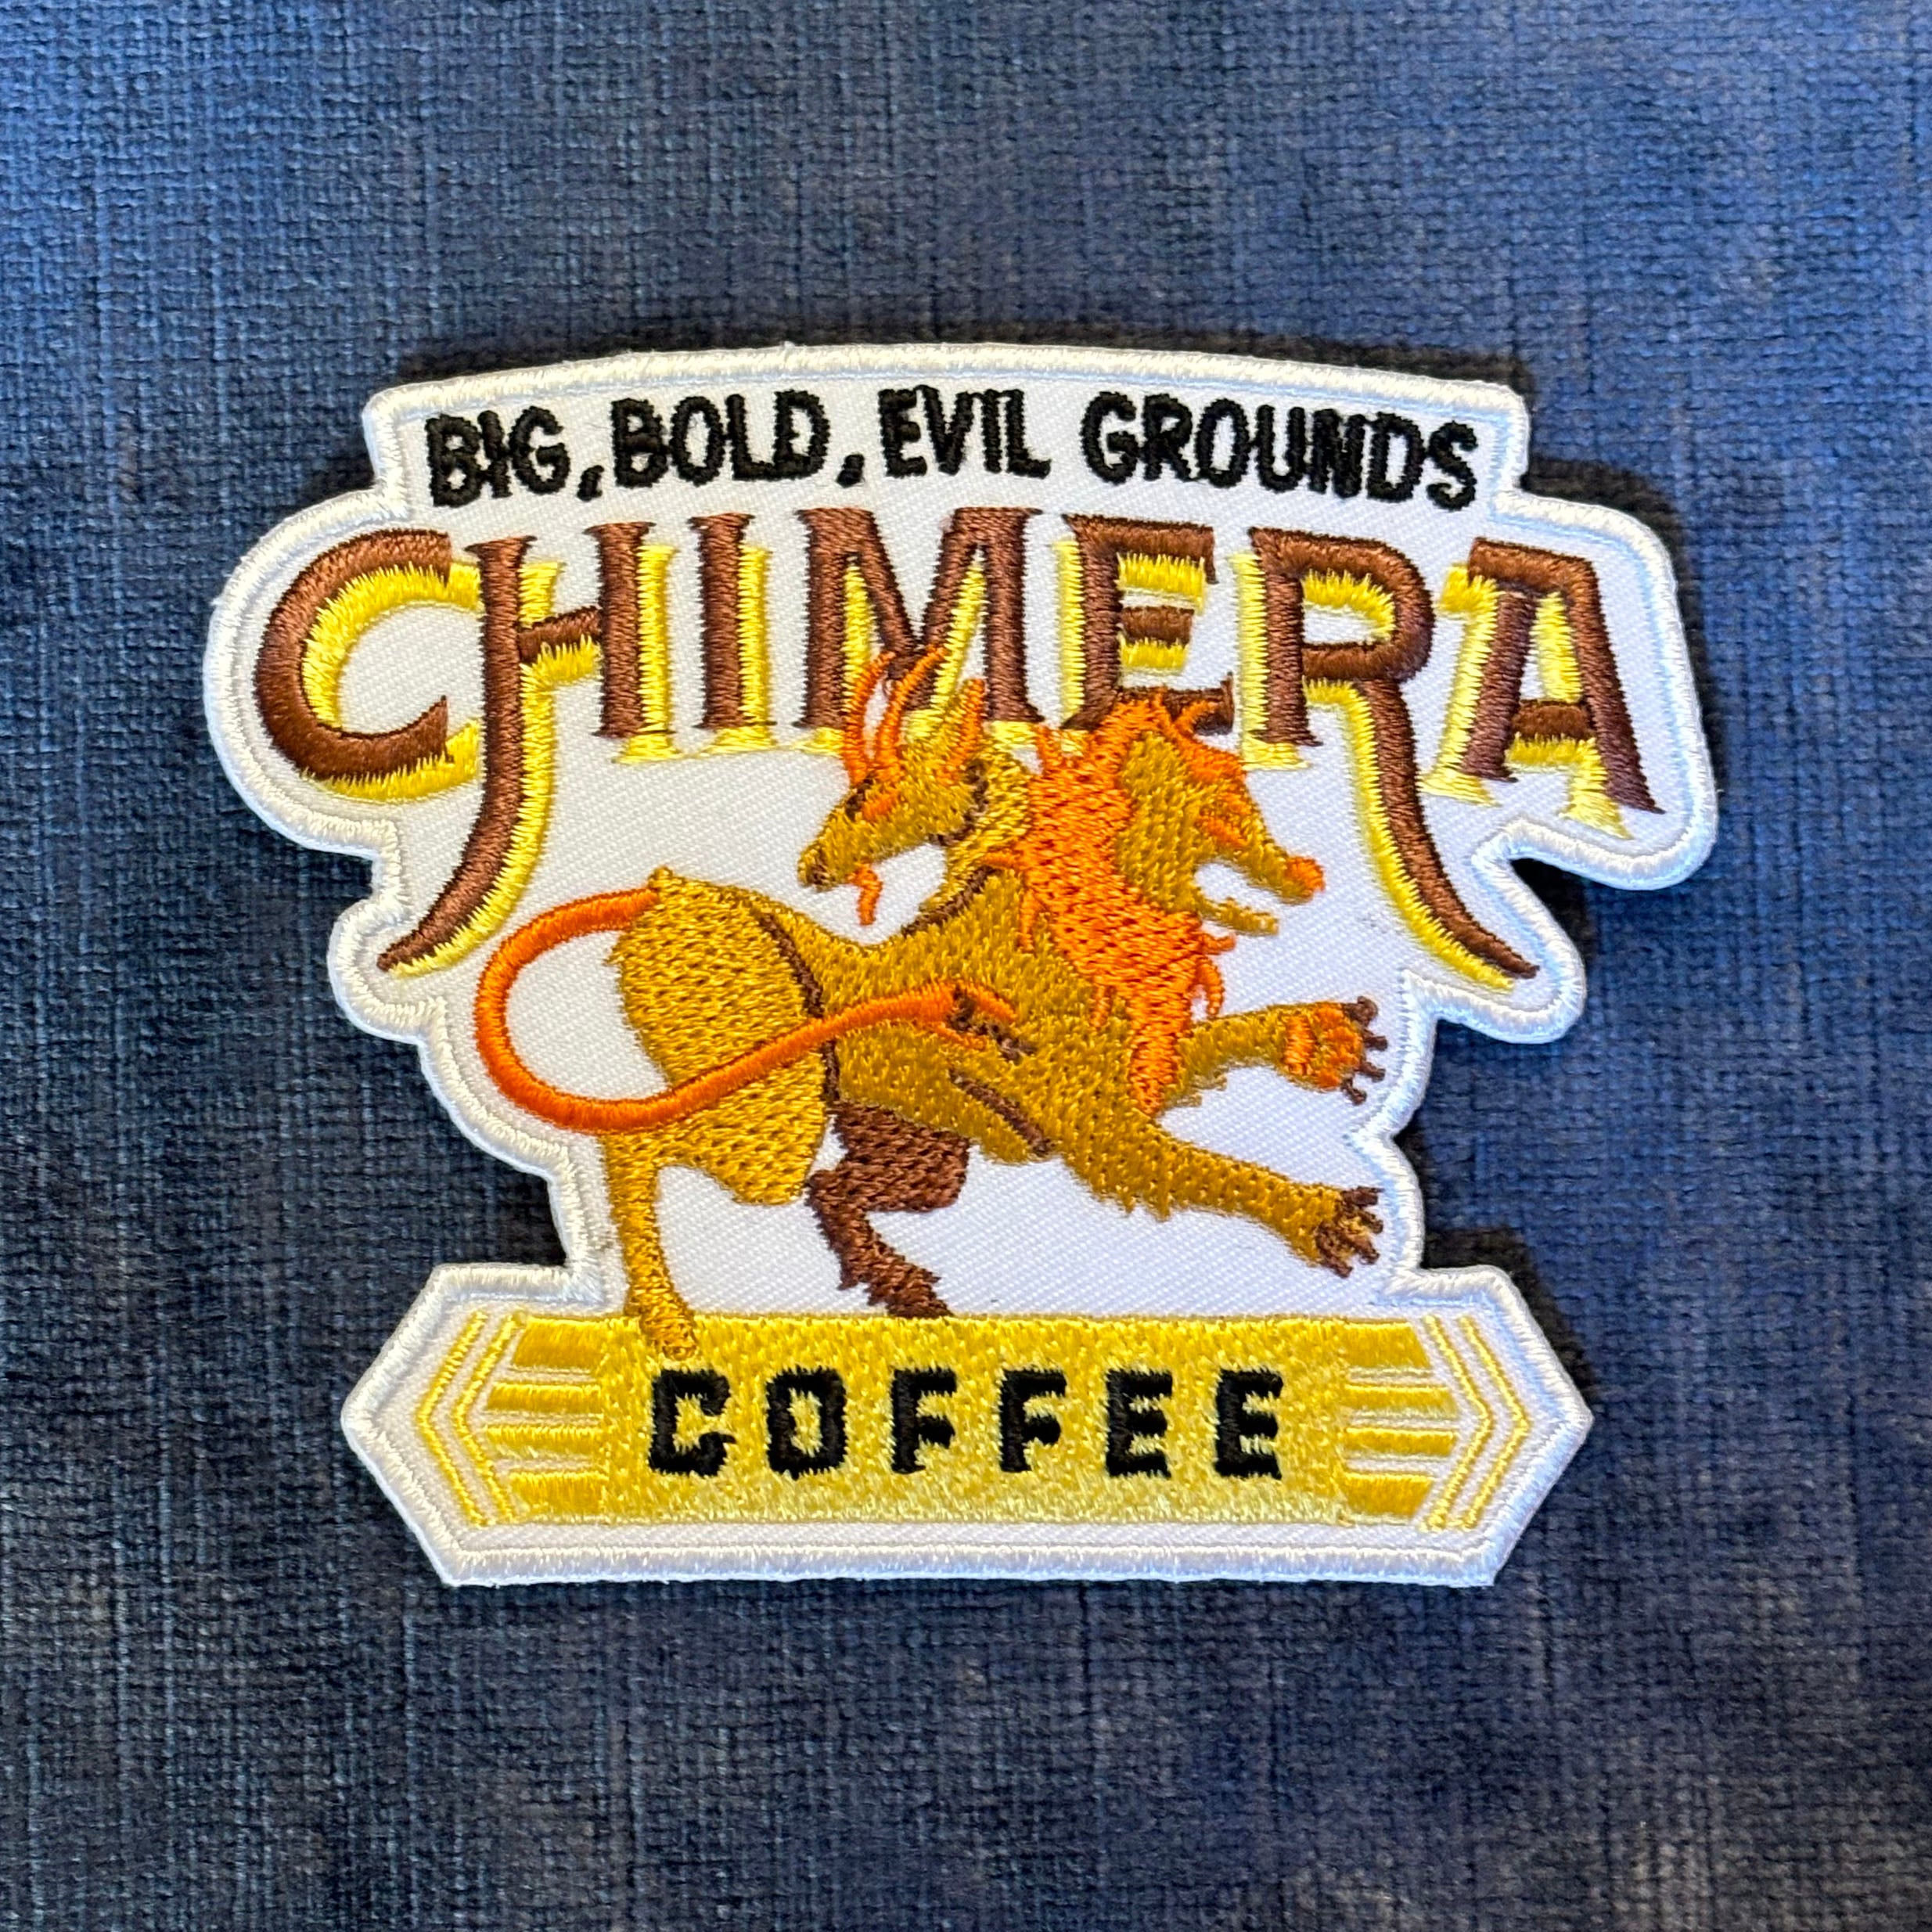 BIG, BOLD, EVIL GROUNDS
CHIMERA
COFFEE